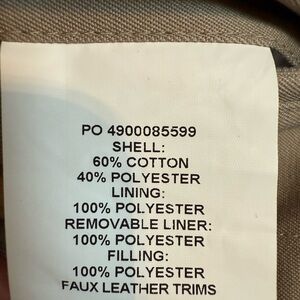 PO 4900085599
SHELL:
60% COTTON
40% POLYESTER
LINING:
100% POLYESTER
REMOVABLE LINER:
100% POLYESTER
FILLING:
100% POLYESTER
FAUX LEATHER TRIMS